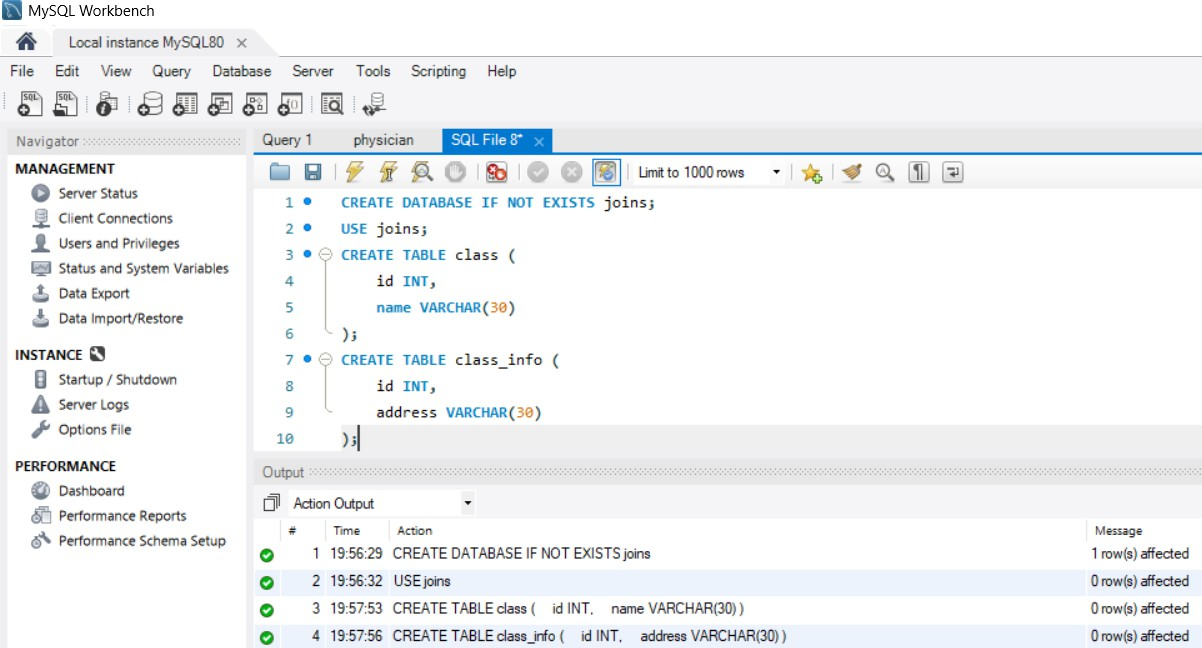 MySQL Workbench
Local instance MySQL80
File Edit View Query Database Server Tools Scripting Help
Navigator
MANAGEMENT
Server Status
Client Connections
Users and Privileges
Status and System Variables
Data Export
Data Import/Restore
INSTANCE
Startup / Shutdown
Server Logs
Options File
PERFORMANCE
Dashboard
Performance Reports
Performance Schema Setup
Query 1 physician SQL File 8*
Limit to 1000 rows
1 CREATE DATABASE IF NOT EXISTS joins;
2 USE joins;
3 CREATE TABLE class (
4 id INT,
5 name VARCHAR(30)
6 );
7 CREATE TABLE class_info (
8 id INT,
9 address VARCHAR(30)
10 );
Output
Action Output
# Time Action Message
1 19:56:29 CREATE DATABASE IF NOT EXISTS joins 1 row(s) affected
2 19:56:32 USE joins 0 row(s) affected
3 19:57:53 CREATE TABLE class ( id INT, name VARCHAR(30) ) 0 row(s) affected
4 19:57:56 CREATE TABLE class_info ( id INT, address VARCHAR(30) ) 0 row(s) affected